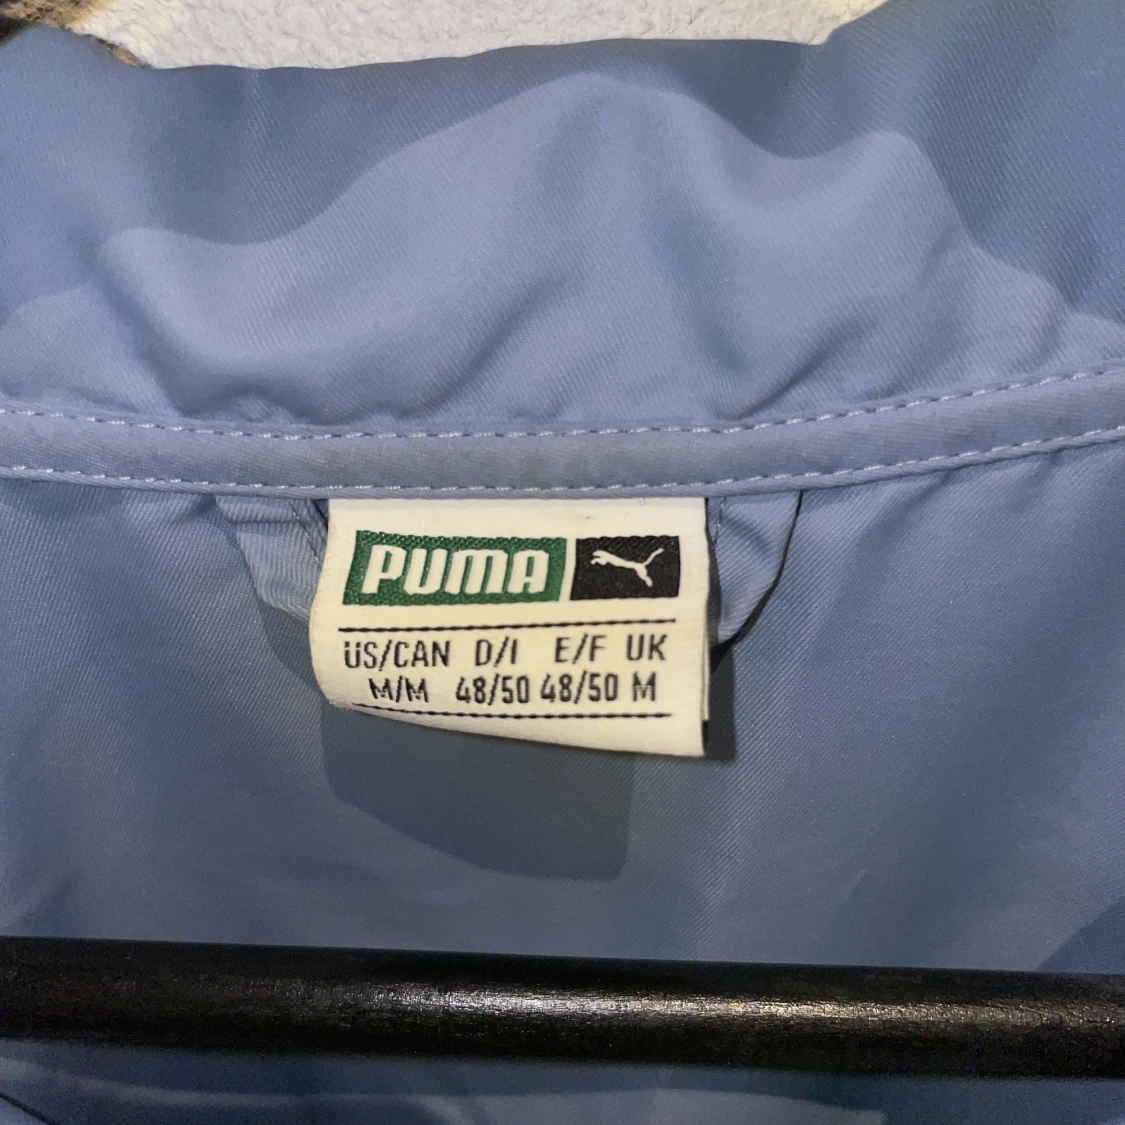 PUMA
US/CAN D/I E/F UK
M/M 48/50 48/50 M